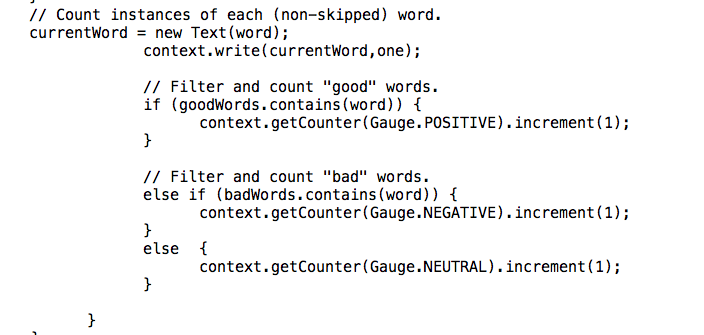 // Count instances of each (non-skipped) word.
currentWord = new Text(word);
context.write(currentWord,one);
// Filter and count "good" words.
if (goodWords.contains(word)) {
context.getCounter(Gauge.POSITIVE).increment(1);
}
// Filter and count "bad" words.
else if (badWords.contains(word)) {
context.getCounter(Gauge.NEGATIVE).increment(1);
}
else  {
context.getCounter(Gauge.NEUTRAL).increment(1);
}
}